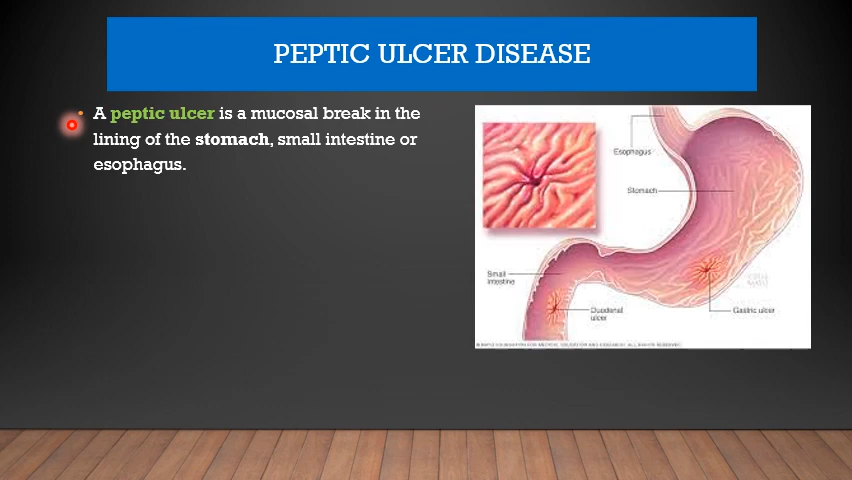 PEPTIC ULCER DISEASE
• A peptic ulcer is a mucosal break in the
lining of the stomach, small intestine or
esophagus.
Esophagus
Stomach
Small
intestine
Duodenal
ulcer
Gastric ulcer